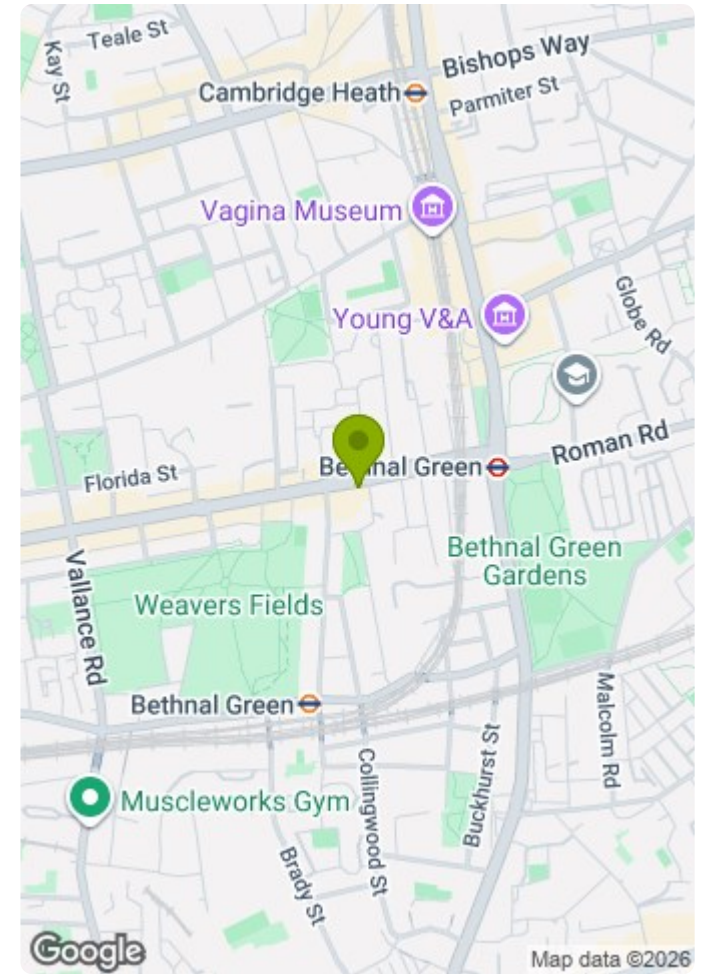 Teale St
Kay St
Bishops Way
Cambridge Heath
Parmiter St
Vagina Museum
Young V&A
Globe Rd
Bethnal Green
Roman Rd
Florida St
Bethnal Green
Gardens
Vallance Rd
Weavers Fields
Bethnal Green
Malcolm Rd
Buckhurst St
Collingwood St
Muscleworks Gym
Brady St
Google
Map data ©2026